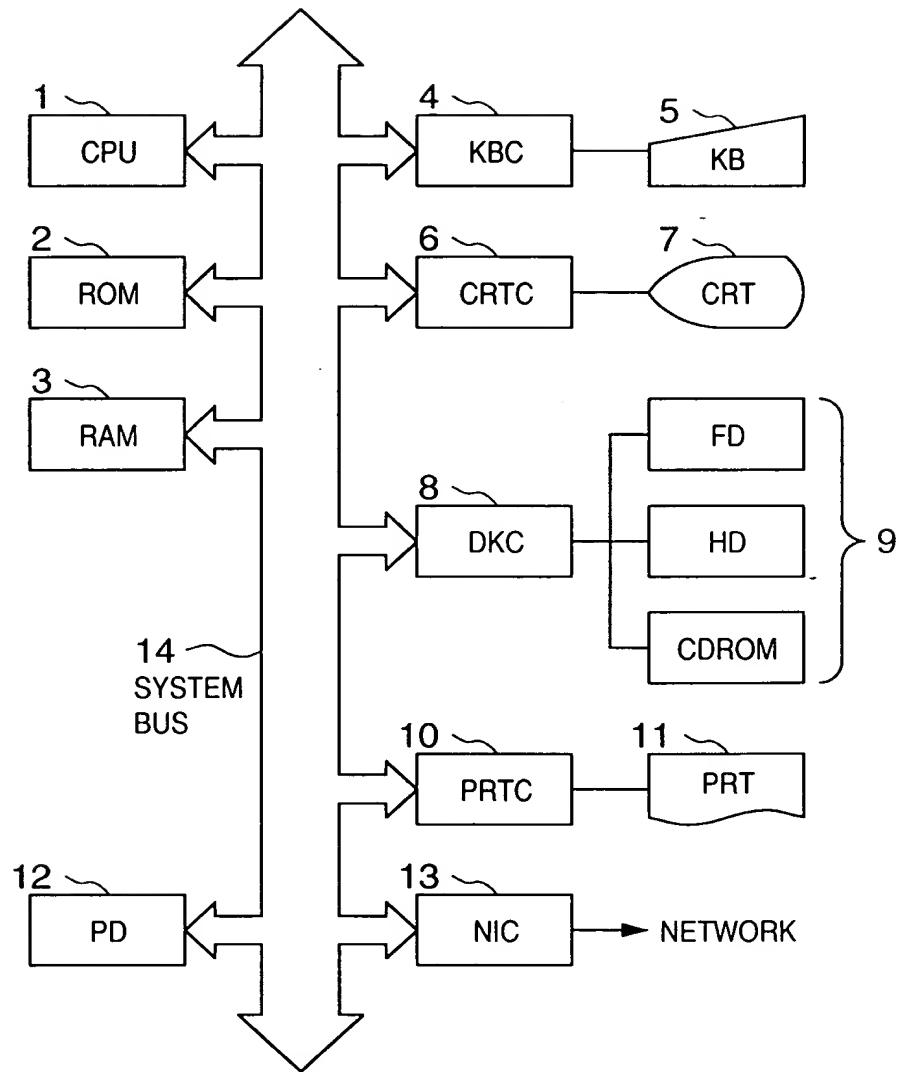 1
CPU
2
ROM
3
RAM
14
SYSTEM
BUS
12
PD
4
KBC
5
KB
6
CRTC
7
CRT
8
DKC
FD
HD
CDROM
9
10
PRTC
11
PRT
13
NIC
NETWORK